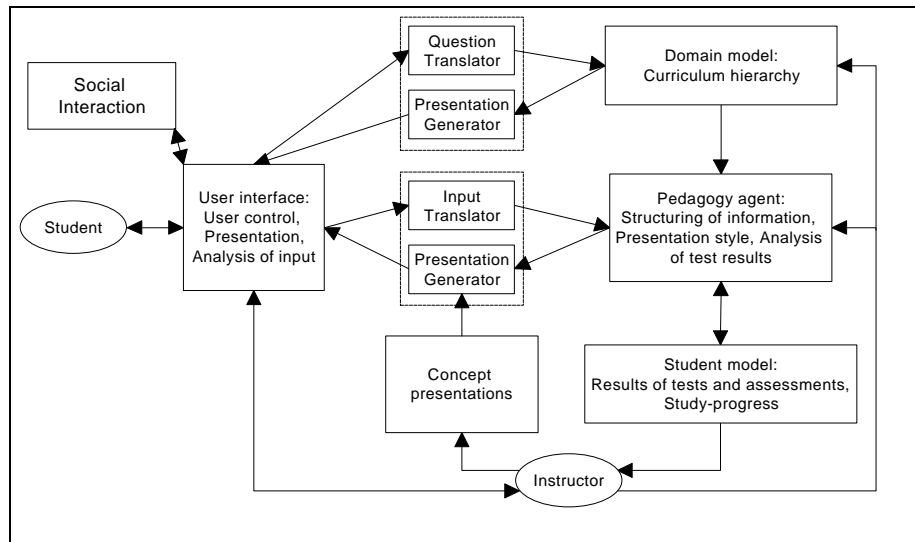 Question
Translator
Domain model:
Curriculum hierarchy
Social
Interaction
Presentation
Generator
User interface:
User control,
Presentation,
Analysis of input
Student
Input
Translator
Presentation
Generator
Pedagogy agent:
Structuring of information,
Presentation style, Analysis
of test results
Concept
presentations
Student model:
Results of tests and assessments,
Study-progress
Instructor